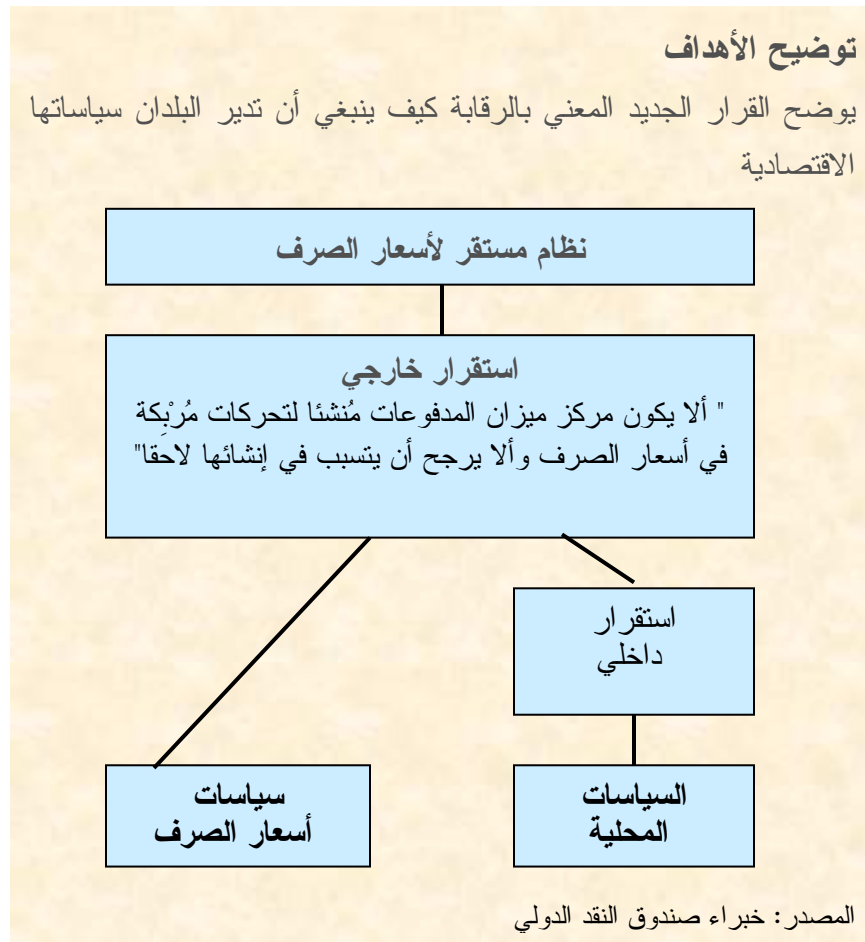 توضيح الأهداف
يوضح القرار الجديد المعني بالرقابة كيف ينبغي أن تدير البلدان سياساتها
الاقتصادية
نظام مستقر لأسعار الصرف
استقرار خارجي
" ألا يكون مركز ميزان المدفوعات مُنشئا لتحركات مُرْبِكة
في أسعار الصرف وألا يرجح أن يتسبب في إنشائها لاحقا"
استقرار
داخلي
السياسات
المحلية
سياسات
أسعار الصرف
المصدر: خبراء صندوق النقد الدولي